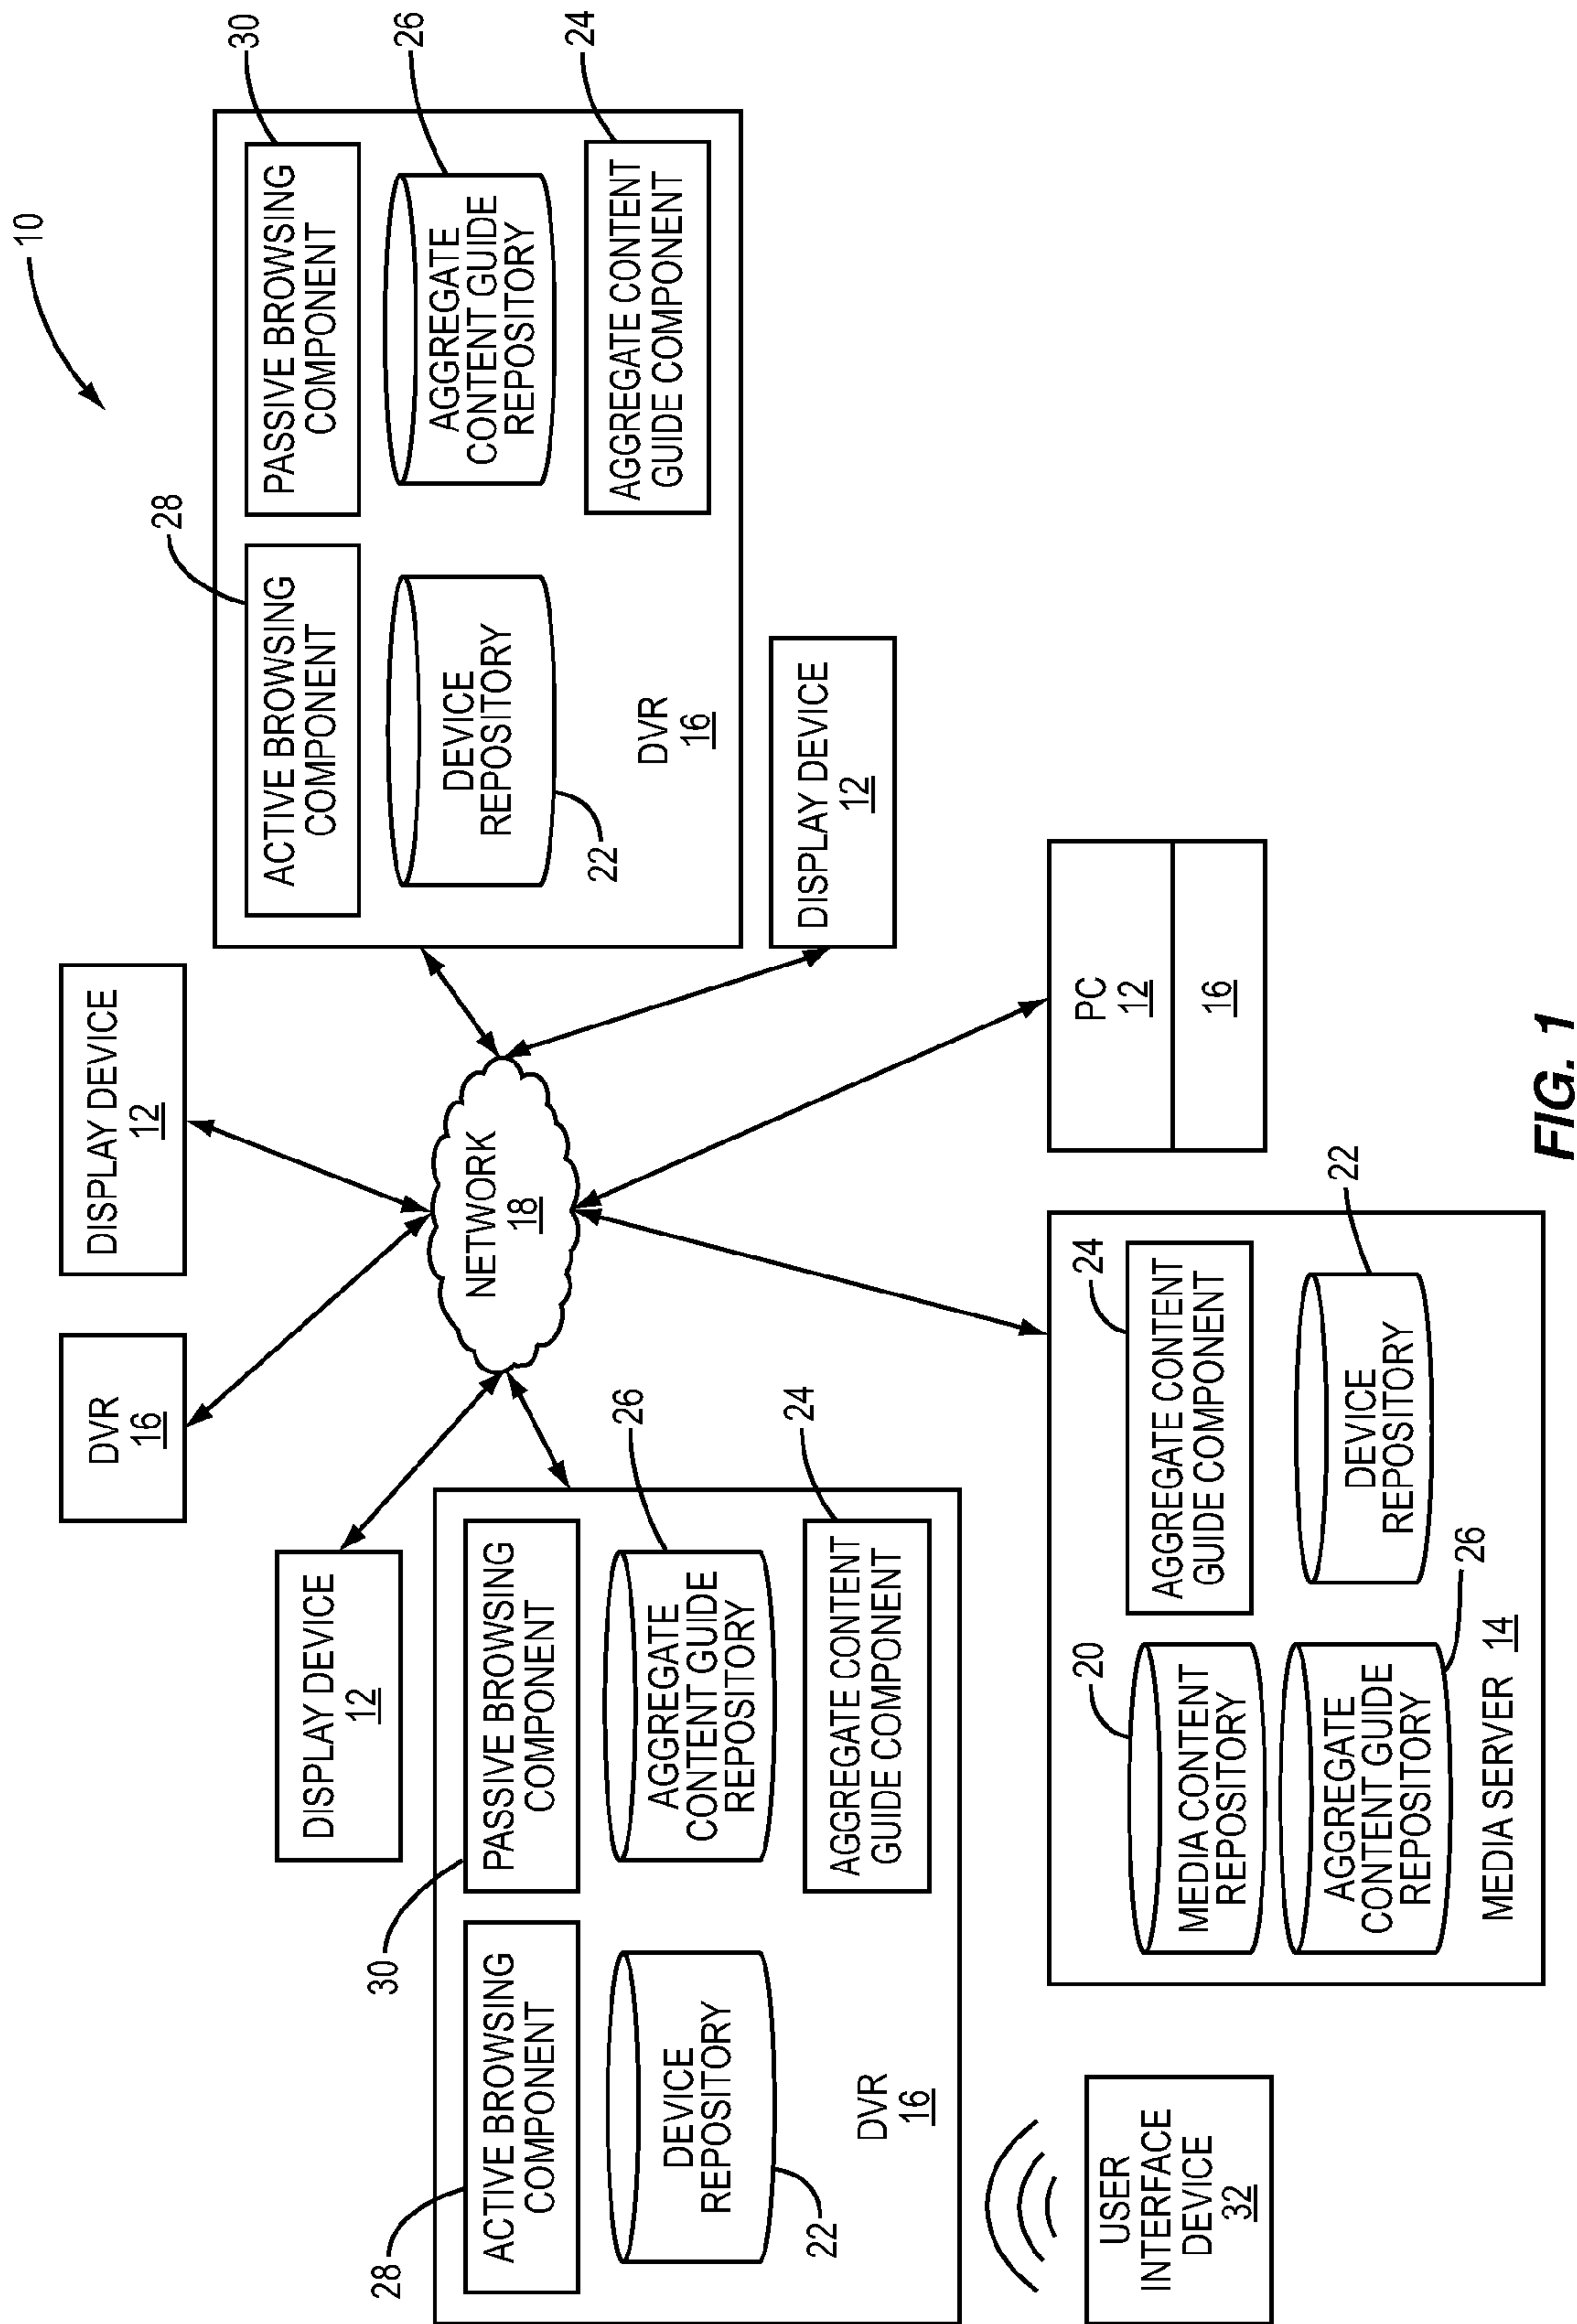 10
DVR
16
DISPLAY DEVICE
12
DISPLAY DEVICE
12
NETWORK
18
28
ACTIVE BROWSING
COMPONENT
30
PASSIVE BROWSING
COMPONENT
DEVICE
REPOSITORY
22
AGGREGATE
CONTENT GUIDE
REPOSITORY
26
DVR
16
AGGREGATE CONTENT
GUIDE COMPONENT
24
28
ACTIVE BROWSING
COMPONENT
30
PASSIVE BROWSING
COMPONENT
DEVICE
REPOSITORY
22
AGGREGATE
CONTENT GUIDE
REPOSITORY
26
DVR
16
AGGREGATE CONTENT
GUIDE COMPONENT
24
DISPLAY DEVICE
12
USER
INTERFACE
DEVICE
32
20
MEDIA CONTENT
REPOSITORY
24
AGGREGATE CONTENT
GUIDE COMPONENT
AGGREGATE
CONTENT GUIDE
REPOSITORY
26
DEVICE
REPOSITORY
22
MEDIA SERVER 14
PC
12
16
FIG. 1